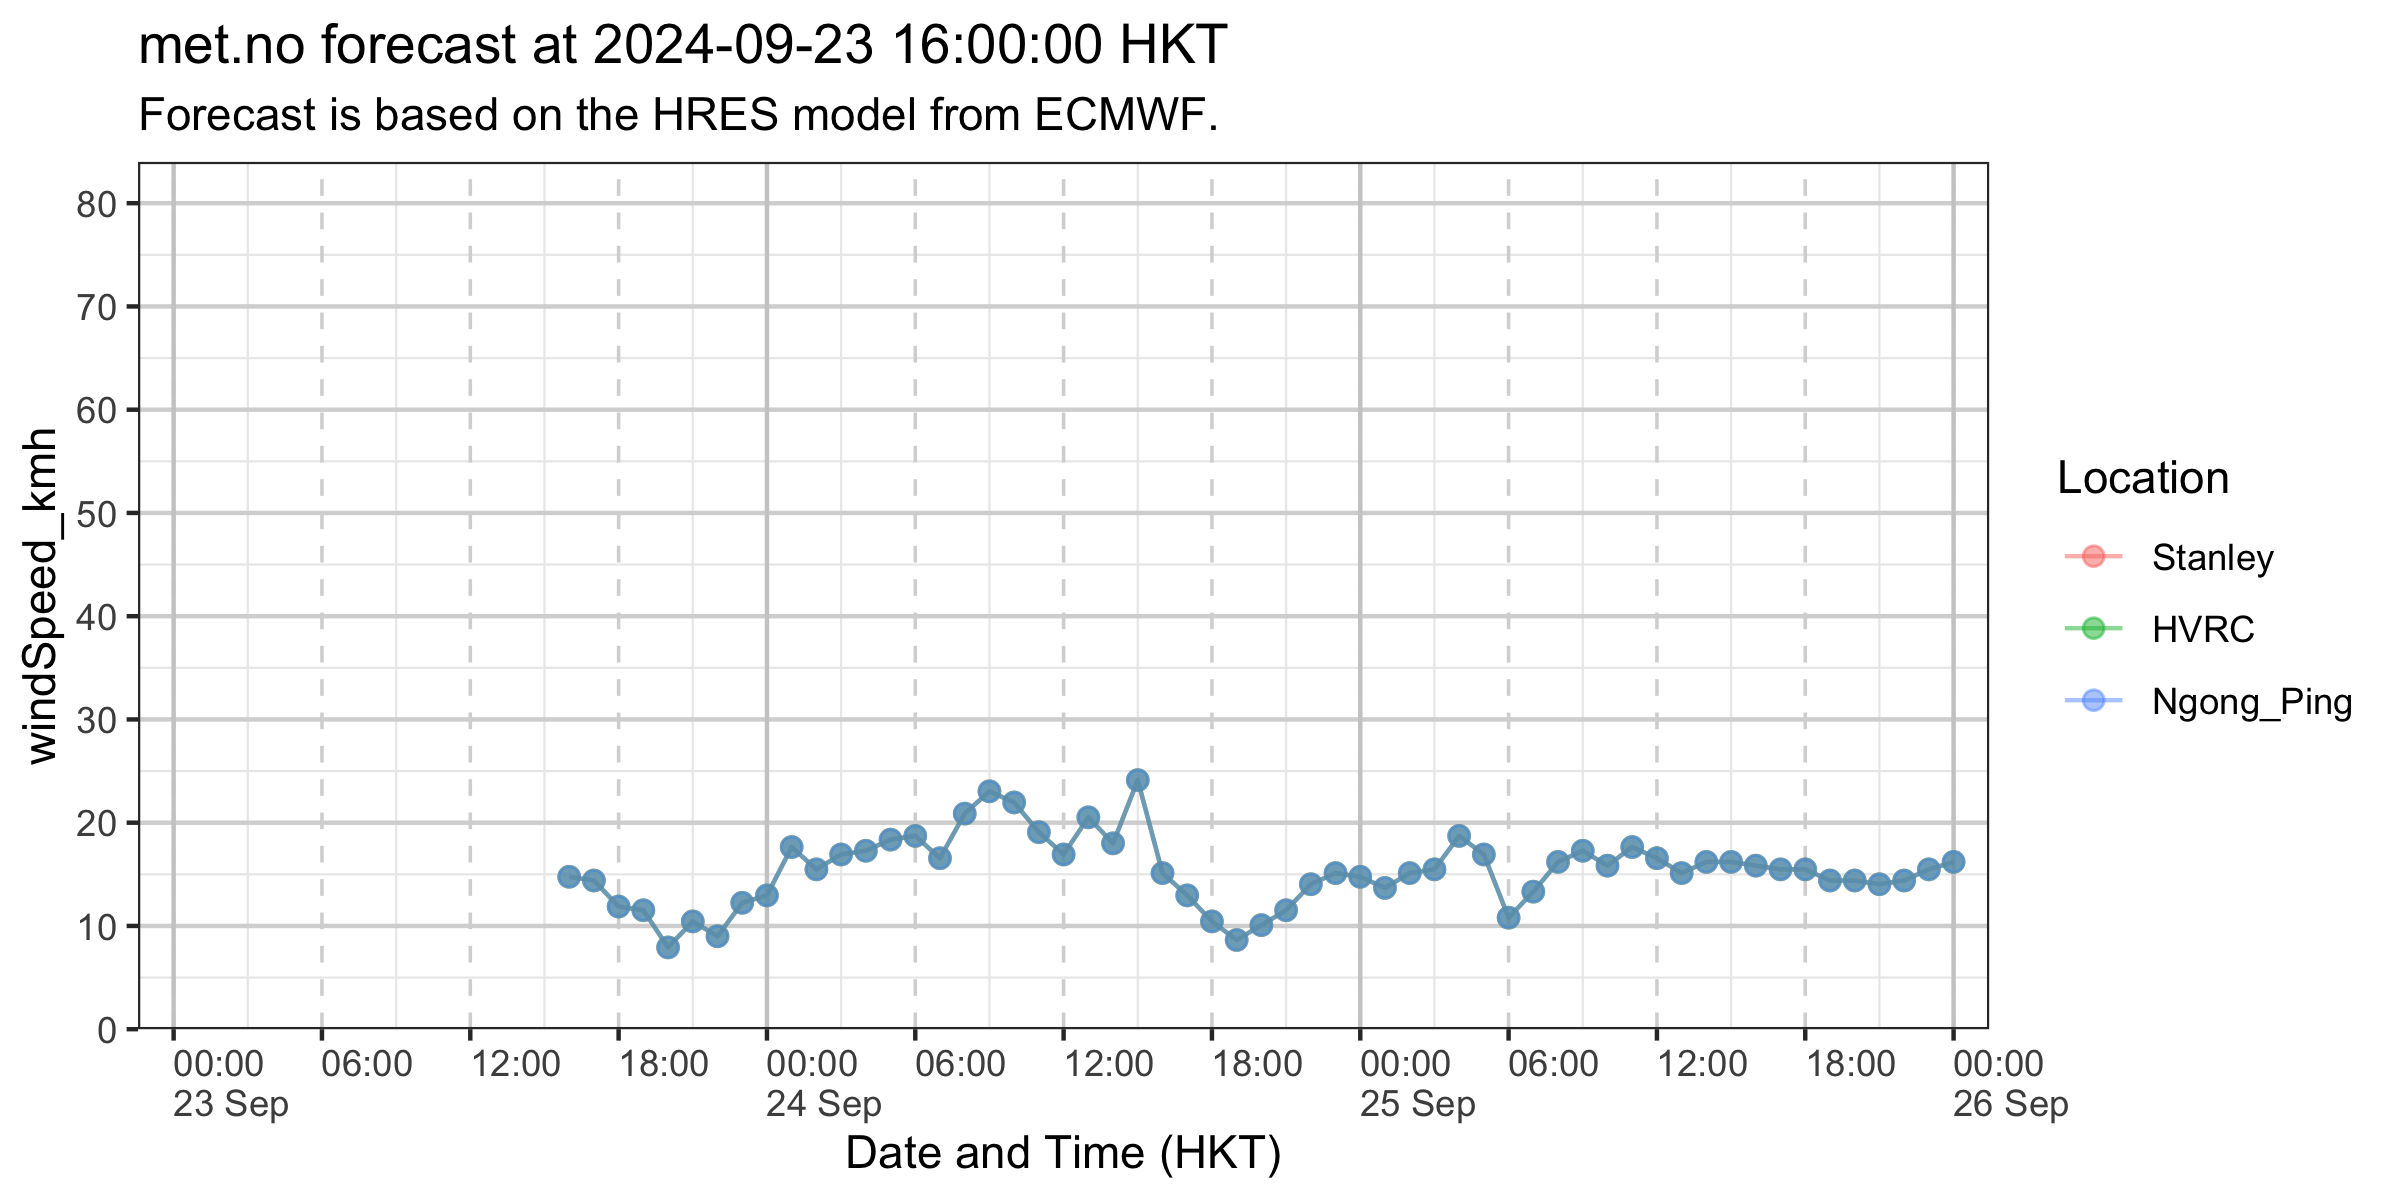 met.no forecast at 2024-09-23 16:00:00 HKT
Forecast is based on the HRES model from ECMWF.
windSpeed_kmh
80
70
60
50
40
30
20
10
0
00:00 06:00 12:00 18:00 00:00 06:00 12:00 18:00 00:00 06:00 12:00 18:00 00:00
23 Sep 24 Sep 25 Sep 26 Sep
Date and Time (HKT)
Location
Stanley
HVRC
Ngong_Ping